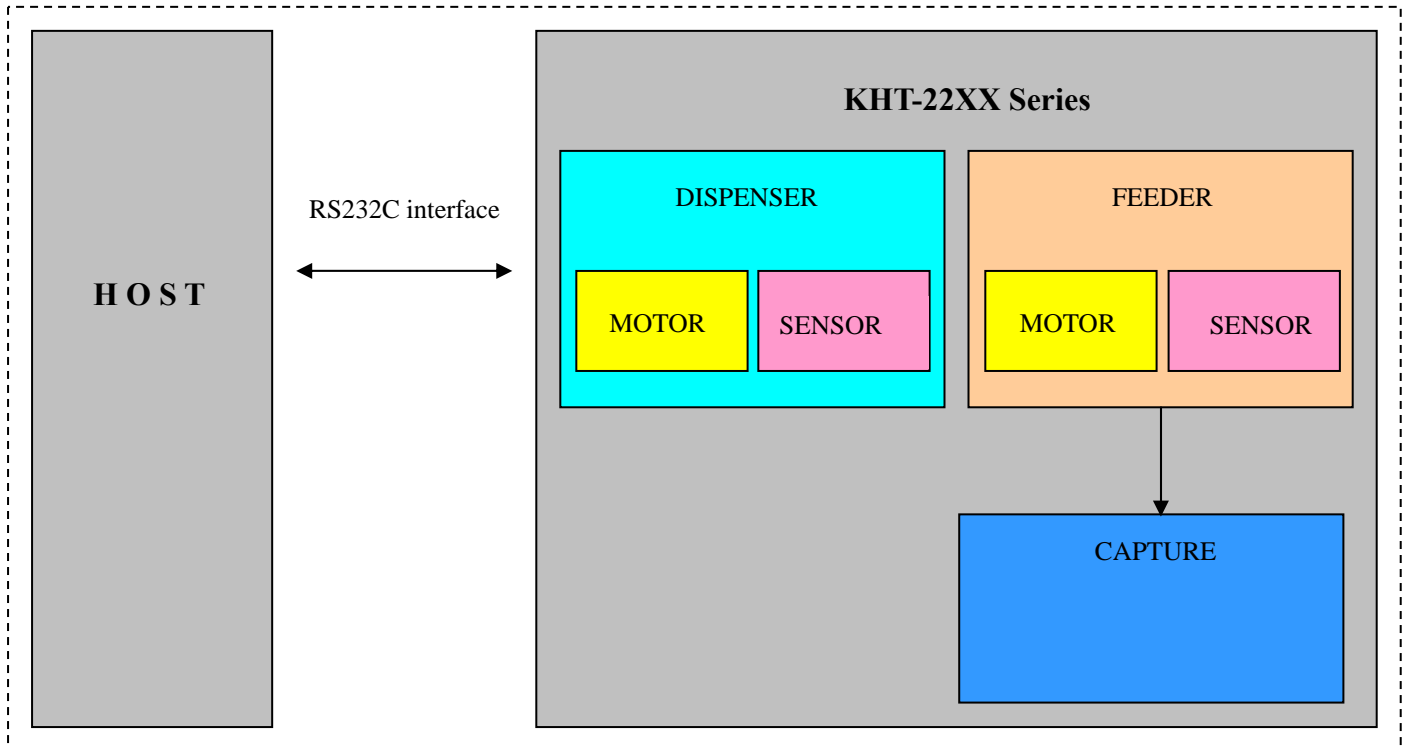 KHT-22XX Series
DISPENSER
FEEDER
RS232C interface
H O S T
MOTOR
SENSOR
MOTOR
SENSOR
CAPTURE